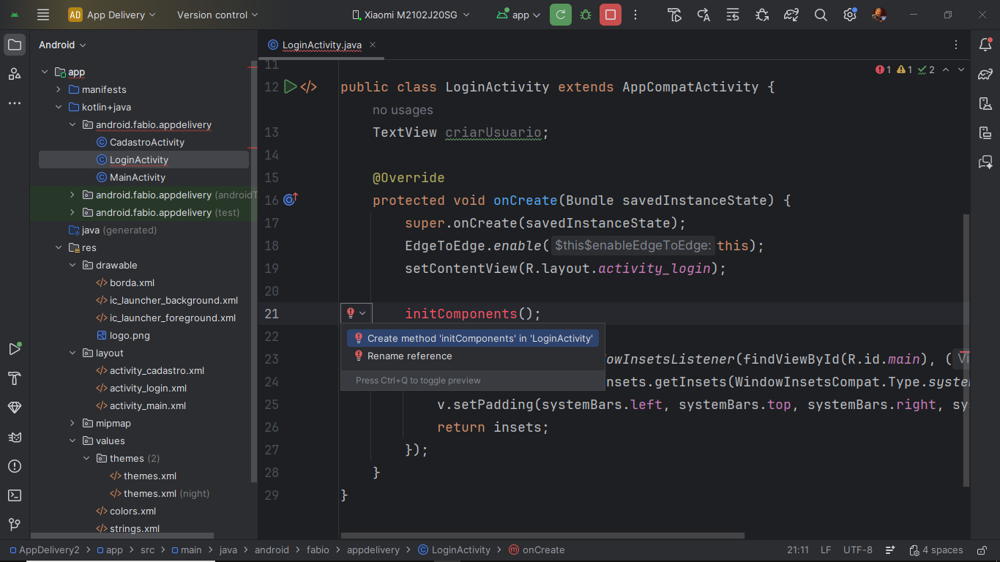 AD App Delivery Version control Xiaomi M2102J20SG app
Android
app
manifests
kotlin+java
android.fabio.appdelivery
CadastroActivity
LoginActivity
MainActivity
android.fabio.appdelivery (androidT
android.fabio.appdelivery (test)
java (generated)
res
drawable
borda.xml
ic_launcher_background.xml
ic_launcher_foreground.xml
logo.png
layout
activity_cadastro.xml
activity_login.xml
activity_main.xml
mipmap
values
themes (2)
themes.xml
themes.xml (night)
colors.xml
strings.xml
LoginActivity.java
1 1 2
11
12 public class LoginActivity extends AppCompatActivity {
no usages
13 TextView criarUsuario;
14
15 @Override
16 protected void onCreate(Bundle savedInstanceState) {
17 super.onCreate(savedInstanceState);
18 EdgeToEdge.enable( $this$enableEdgeToEdge: this);
19 setContentView(R.layout.activity_login);
20
21 initComponents();
Create method 'initComponents' in 'LoginActivity'
Rename reference
Press Ctrl+Q to toggle preview
22
23 owInsetsListener(findViewById(R.id.main), ( Vi
24 nsets.getInsets(WindowInsetsCompat.Type.system
25 v.setPadding(systemBars.left, systemBars.top, systemBars.right, sy
26 return insets;
27 });
28 }
29 }
AppDelivery2 > app > src > main > java > android > fabio > appdelivery > LoginActivity > onCreate 21:11 LF UTF-8 4 spaces